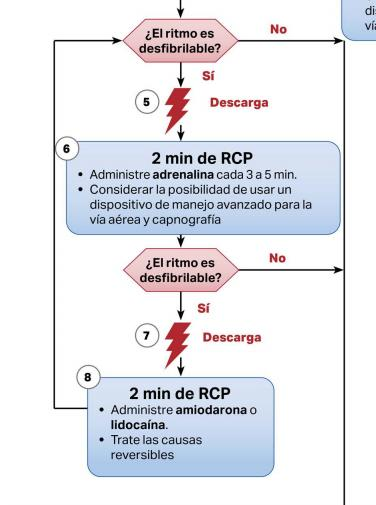 dis
vía
¿El ritmo es
desfibrilable?
No
Sí
5
Descarga
6
2 min de RCP
• Administre adrenalina cada 3 a 5 min.
• Considerar la posibilidad de usar un
dispositivo de manejo avanzado para la
vía aérea y capnografía
¿El ritmo es
desfibrilable?
No
Sí
7
Descarga
8
2 min de RCP
• Administre amiodarona o
lidocaína.
• Trate las causas
reversibles